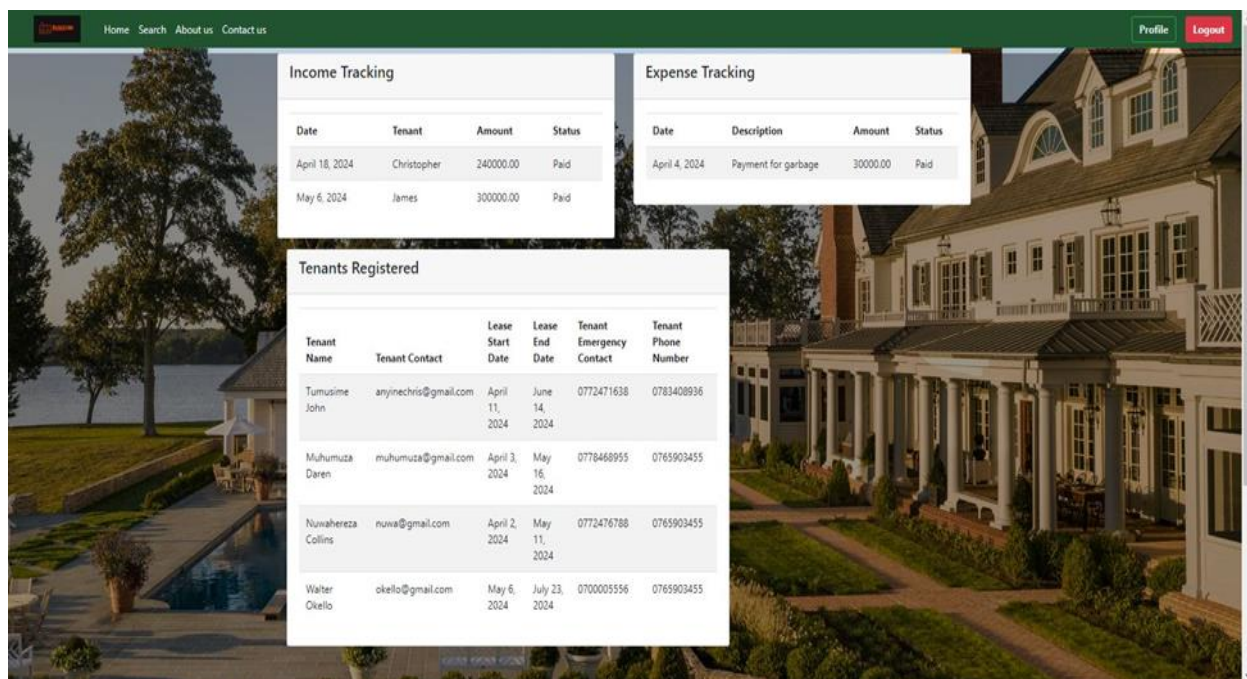 Home Search About us Contact us Profile Logout
Income Tracking
Date Tenant Amount Status
April 18, 2024 Christopher 240000.00 Paid
May 6, 2024 James 300000.00 Paid
Expense Tracking
Date Description Amount Status
April 4, 2024 Payment for garbage 30000.00 Paid
Tenants Registered
Tenant Name Tenant Contact Lease Start Date Lease End Date Tenant Emergency Contact Tenant Phone Number
Tumusime John anyinechris@gmail.com April 11, 2024 June 14, 2024 0772471638 0783408936
Muhumuza Daren muhumuza@gmail.com April 3, 2024 May 16, 2024 0778468955 0765903455
Nuwahereza Collins nuwa@gmail.com April 2, 2024 May 11, 2024 0772476788 0765903455
Walter Okello okello@gmail.com May 6, 2024 July 23, 2024 0700005556 0765903455